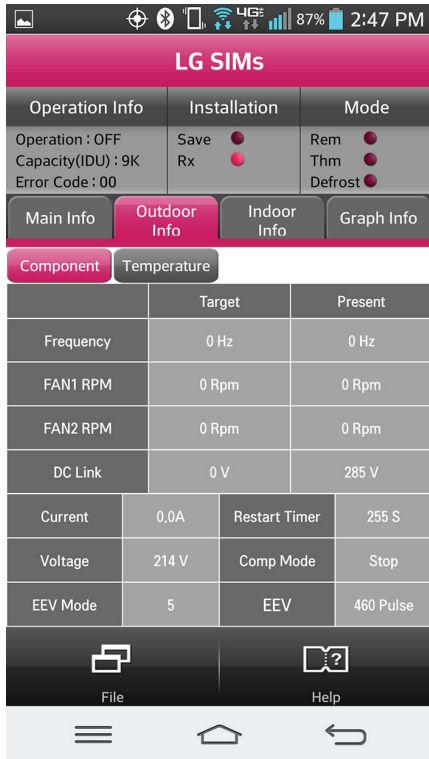 4G 87% 2:47 PM
LG SIMs
Operation Info Installation Mode
Operation : OFF Save Rem
Capacity(IDU) : 9K Rx Thm
Error Code : 00 Defrost
Main Info Outdoor Info Indoor Info Graph Info
Component Temperature
Target Present
Frequency 0 Hz 0 Hz
FAN1 RPM 0 Rpm 0 Rpm
FAN2 RPM 0 Rpm 0 Rpm
DC Link 0 V 285 V
Current 0.0A Restart Timer 255 S
Voltage 214 V Comp Mode Stop
EEV Mode 5 EEV 460 Pulse
?
File Help